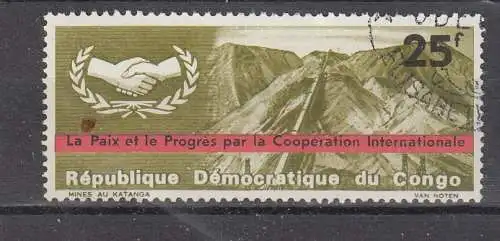 25f
La Paix et le Progrès par la Coopération Internationale
République Démocratique du Congo
MINES AU KATANGA
VAN NOTEN